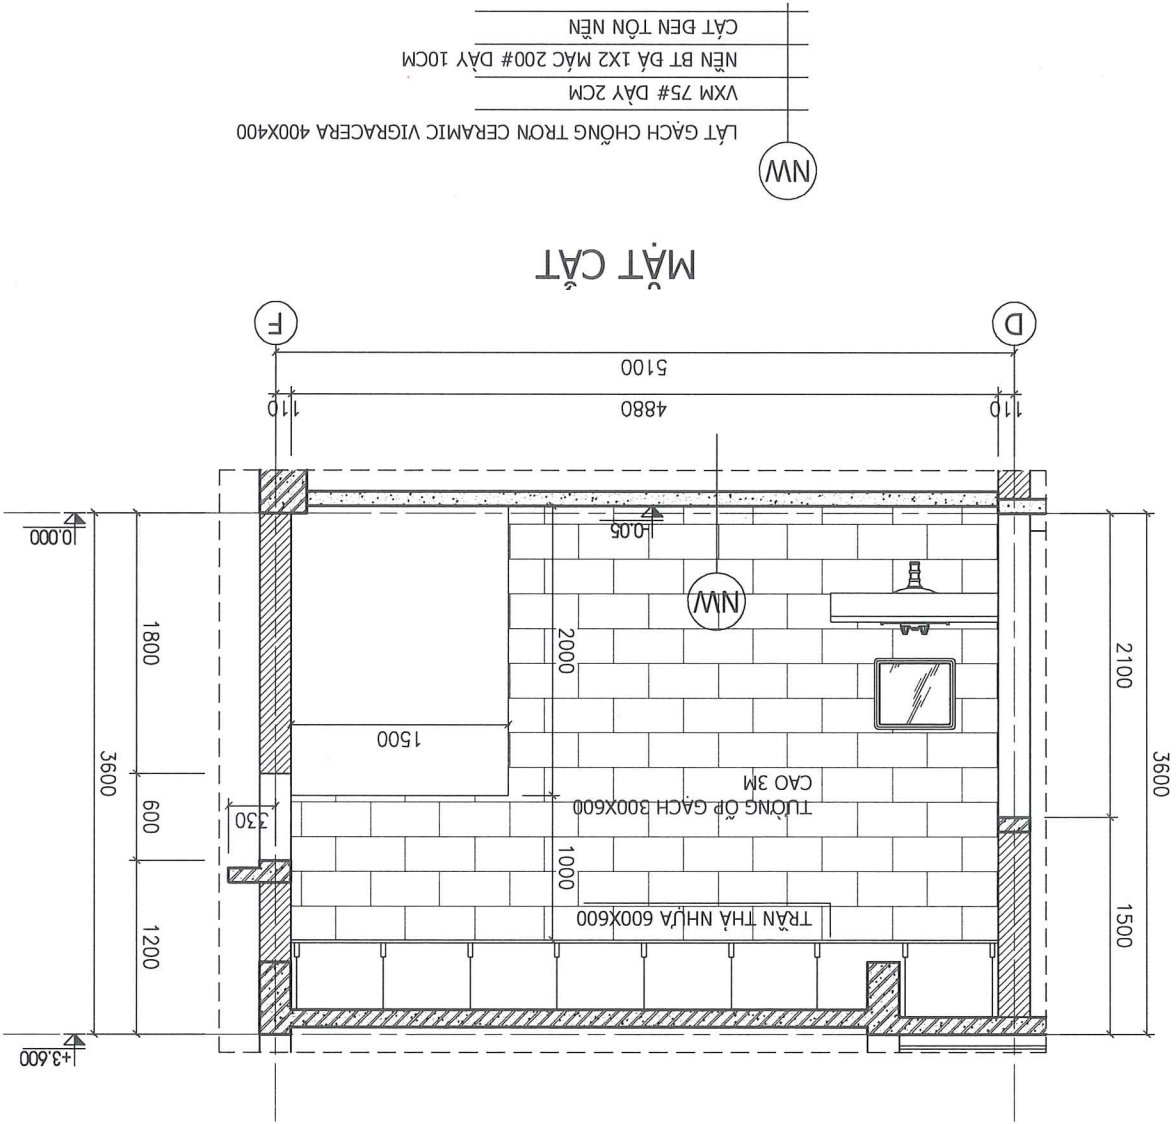 +3.600
TRẦN THẢ NHỰA 600X600
TƯỜNG ỐP GẠCH 300X600
CAO 3M
1500
1200
1000
330
3600
600
3600
1500
2100
2000
1800
NW
-0.05
0.000
110
4880
110
5100
D
F
MẶT CẮT
NW
LÁT GẠCH CHỐNG TRƠN CERAMIC VIGRACERA 400X400
VXM 75# DÀY 2CM
NỀN BT ĐÁ 1X2 MÁC 200# DÀY 10CM
CÁT ĐEN TÔN NỀN